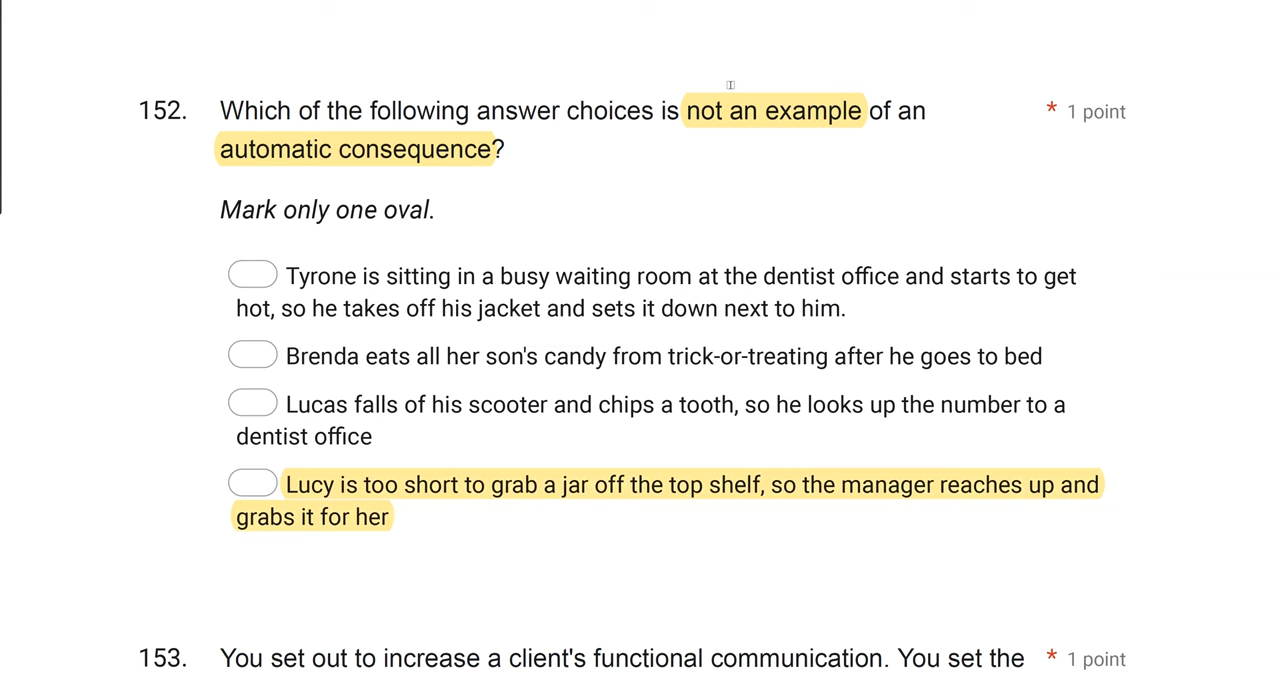 152. Which of the following answer choices is not an example of an * 1 point
automatic consequence?
Mark only one oval.
Tyrone is sitting in a busy waiting room at the dentist office and starts to get
hot, so he takes off his jacket and sets it down next to him.
Brenda eats all her son's candy from trick-or-treating after he goes to bed
Lucas falls of his scooter and chips a tooth, so he looks up the number to a
dentist office
Lucy is too short to grab a jar off the top shelf, so the manager reaches up and
grabs it for her
153. You set out to increase a client's functional communication. You set the * 1 point